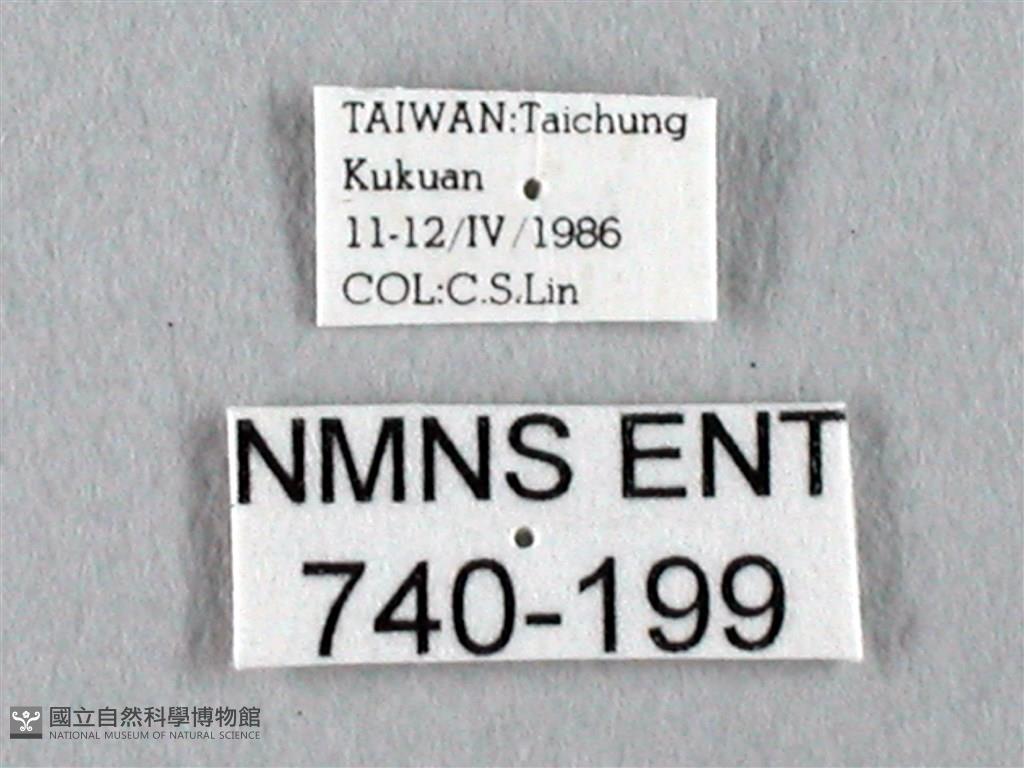 TAIWAN:Taichung
Kukuan
11-12/IV/1986
COL:C.S.Lin
NMNS ENT
740-199
國立自然科學博物館
NATIONAL MUSEUM OF NATURAL SCIENCE